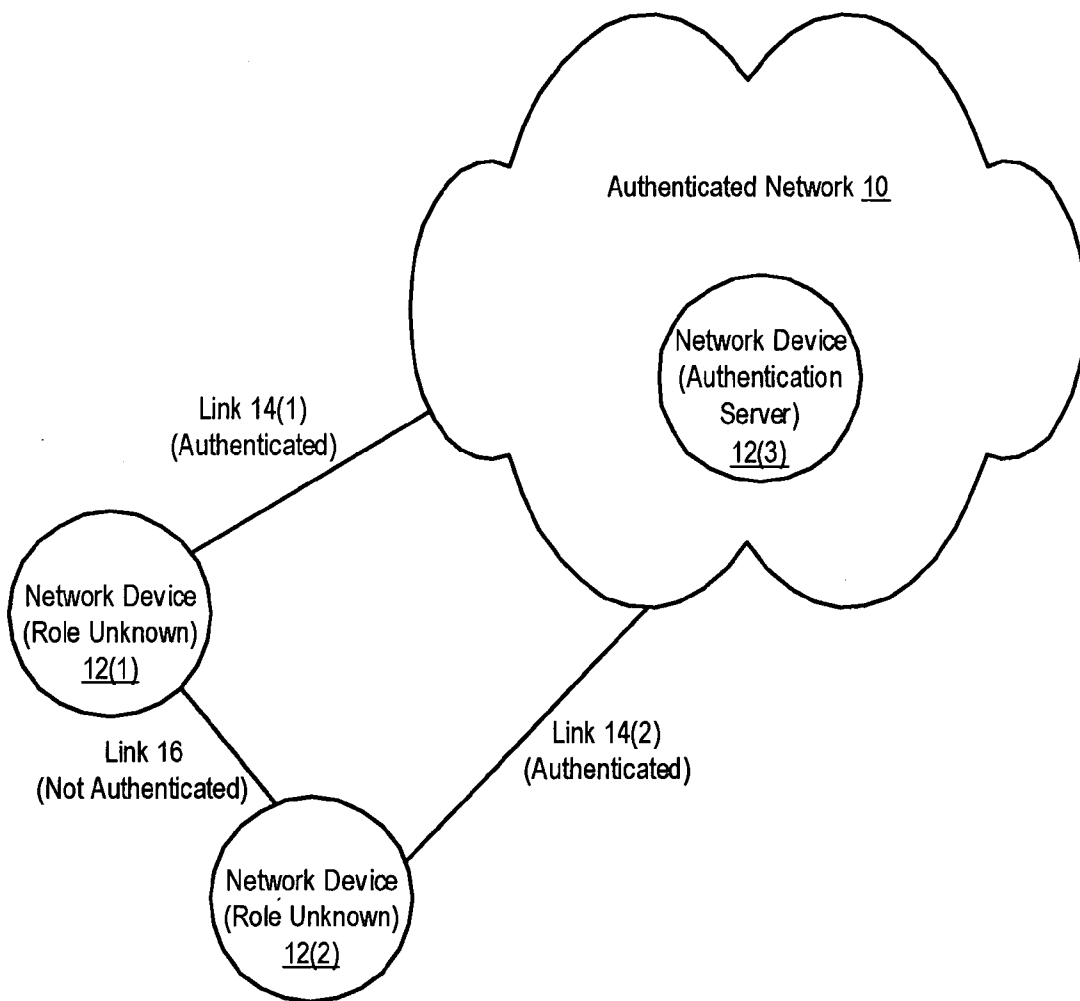 Authenticated Network 10
Network Device
(Authentication
Server)
12(3)
Link 14(1)
(Authenticated)
Network Device
(Role Unknown)
12(1)
Link 16
(Not Authenticated)
Link 14(2)
(Authenticated)
Network Device
(Role Unknown)
12(2)